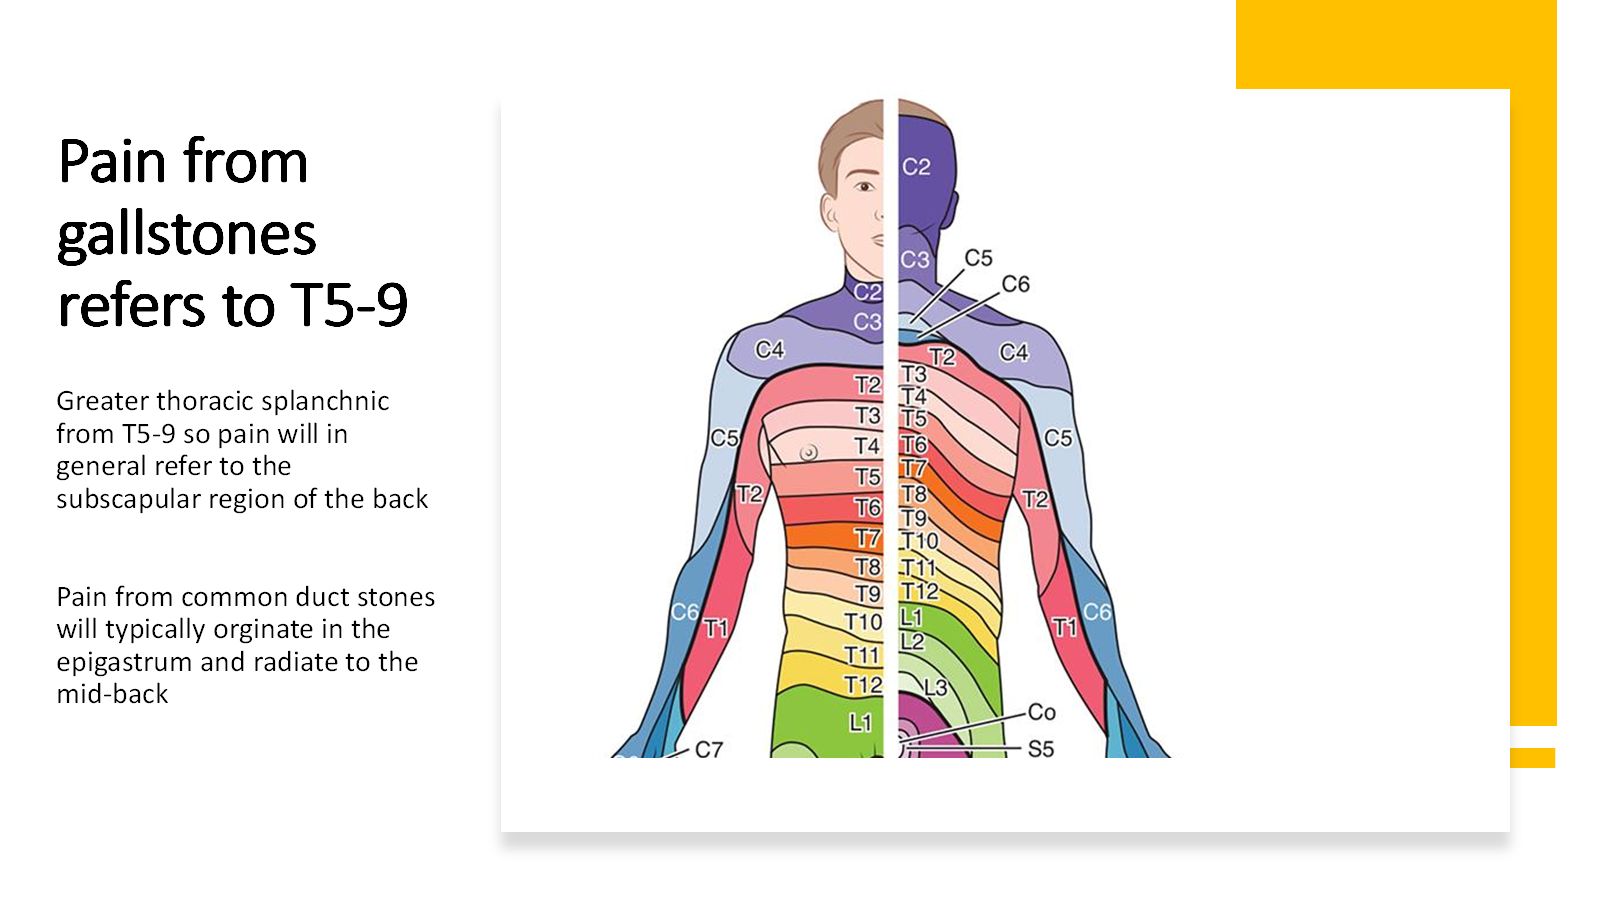 Pain from
gallstones
refers to T5-9
Greater thoracic splanchnic
from T5-9 so pain will in
general refer to the
subscapular region of the back
Pain from common duct stones
will typically orginate in the
epigastrum and radiate to the
mid-back
C2
C3
C4
T2
T3
T4
T5
T6
T7
T8
T9
T10
T11
T12
L1
C5
T2
C6
T1
C7
C2
C3
C5
C6
C4
T2
T3
T4
T5
T6
T7
T8
T9
T10
T11
T12
L1
L2
L3
C5
T2
C6
T1
Co
S5